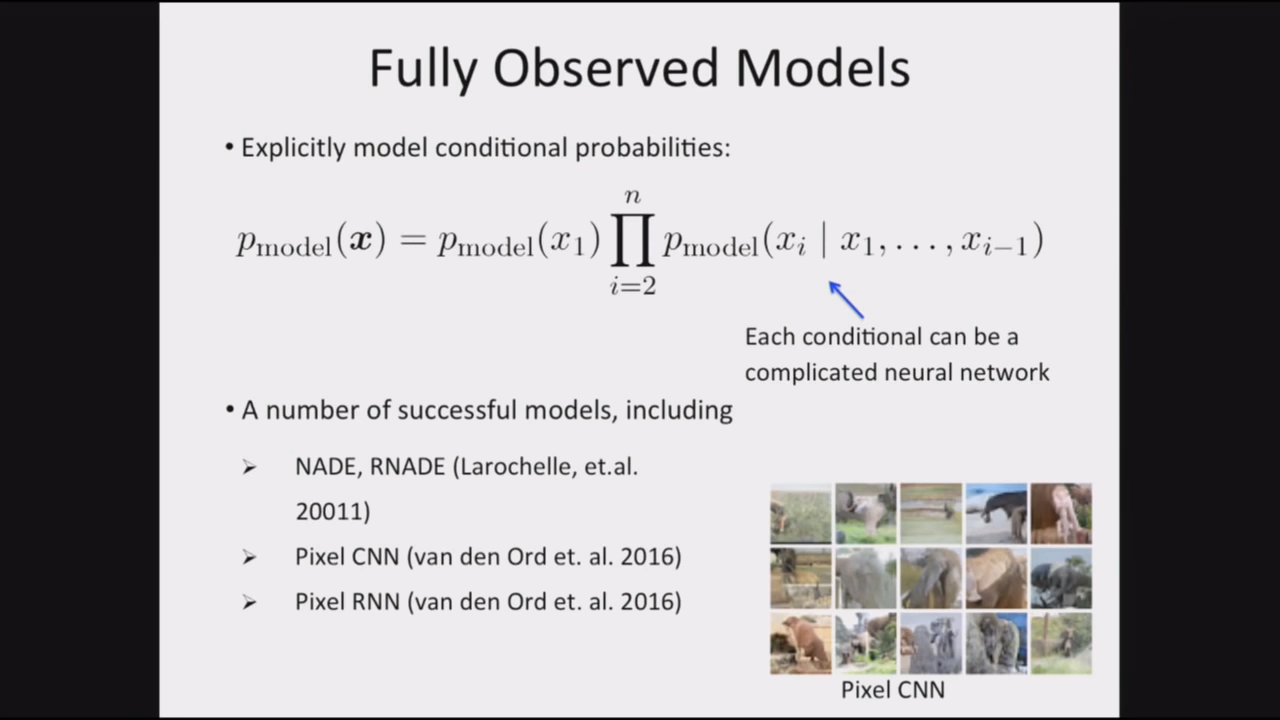 Fully Observed Models
• Explicitly model conditional probabilities:
p_model(x) = p_model(x_1) ∏_{i=2}^{n} p_model(x_i | x_1, . . . , x_{i−1})
Each conditional can be a
complicated neural network
• A number of successful models, including
➢ NADE, RNADE (Larochelle, et.al.
20011)
➢ Pixel CNN (van den Ord et. al. 2016)
➢ Pixel RNN (van den Ord et. al. 2016)
Pixel CNN